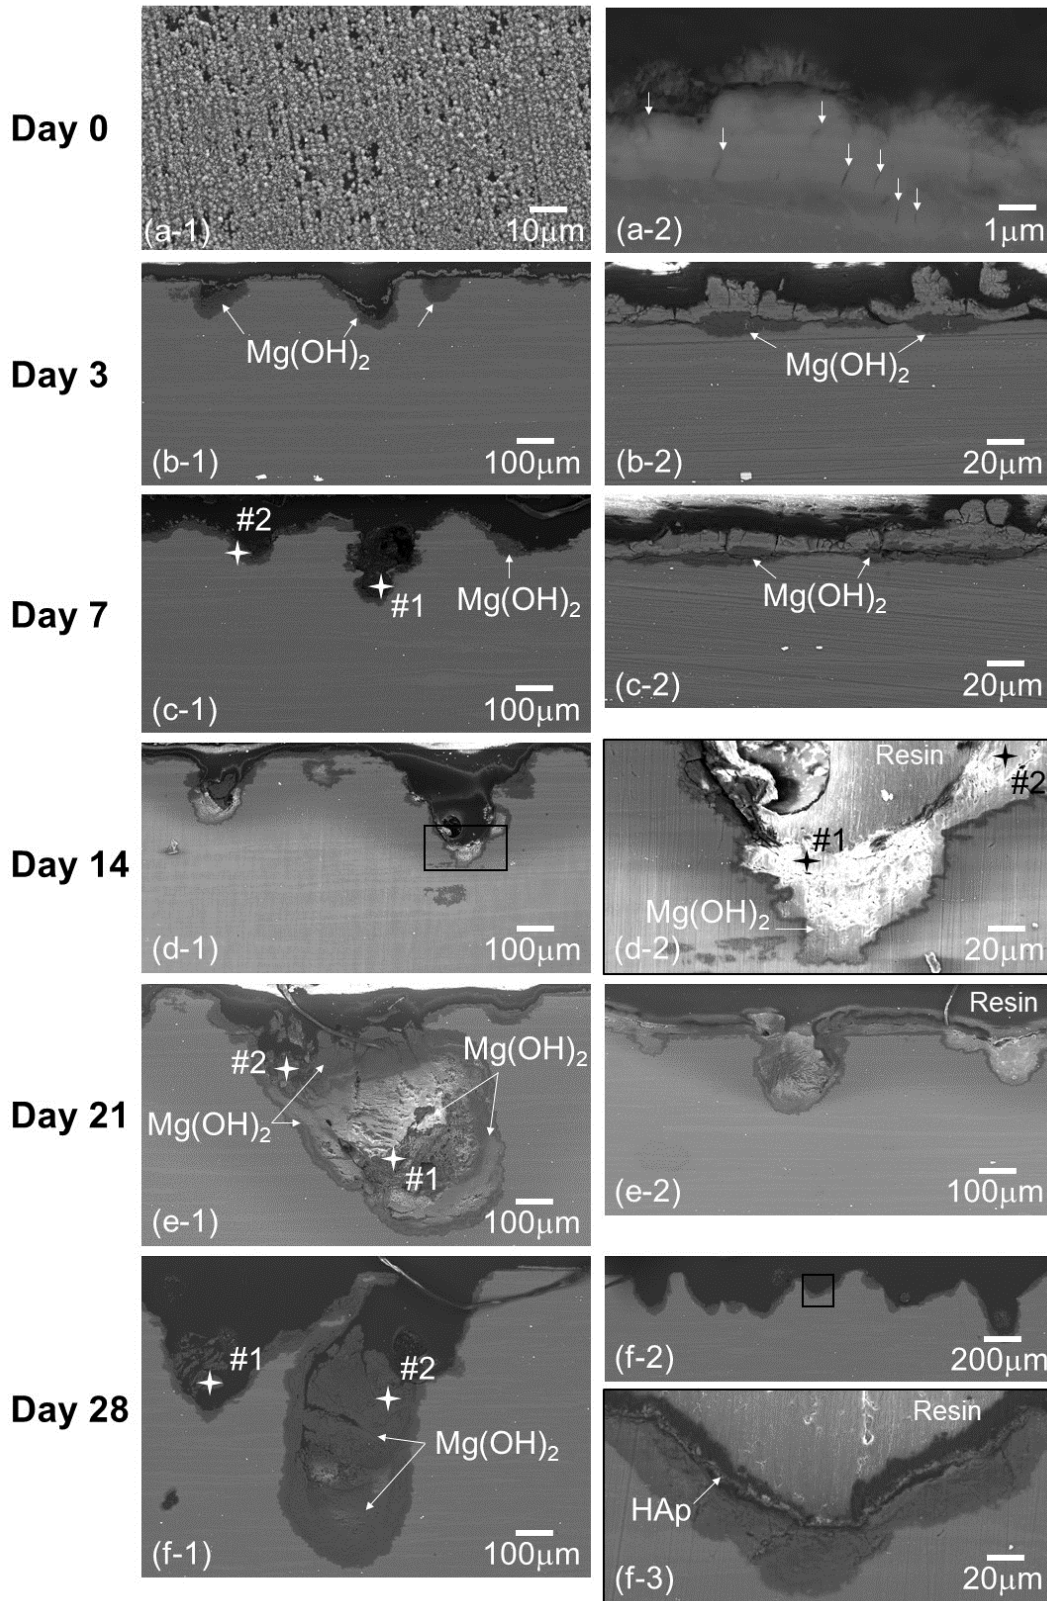 Day 0
(a-1)
10μm
(a-2)
1μm
Day 3
Mg(OH)₂
(b-1)
100μm
Mg(OH)₂
(b-2)
20μm
Day 7
#2
#1
Mg(OH)₂
(c-1)
100μm
Mg(OH)₂
(c-2)
20μm
Day 14
(d-1)
100μm
Resin
#2
#1
Mg(OH)₂
(d-2)
20μm
Day 21
#2
Mg(OH)₂
Mg(OH)₂
#1
(e-1)
100μm
Resin
(e-2)
100μm
Day 28
#1
#2
Mg(OH)₂
(f-1)
100μm
(f-2)
200μm
Resin
HAp
(f-3)
20μm